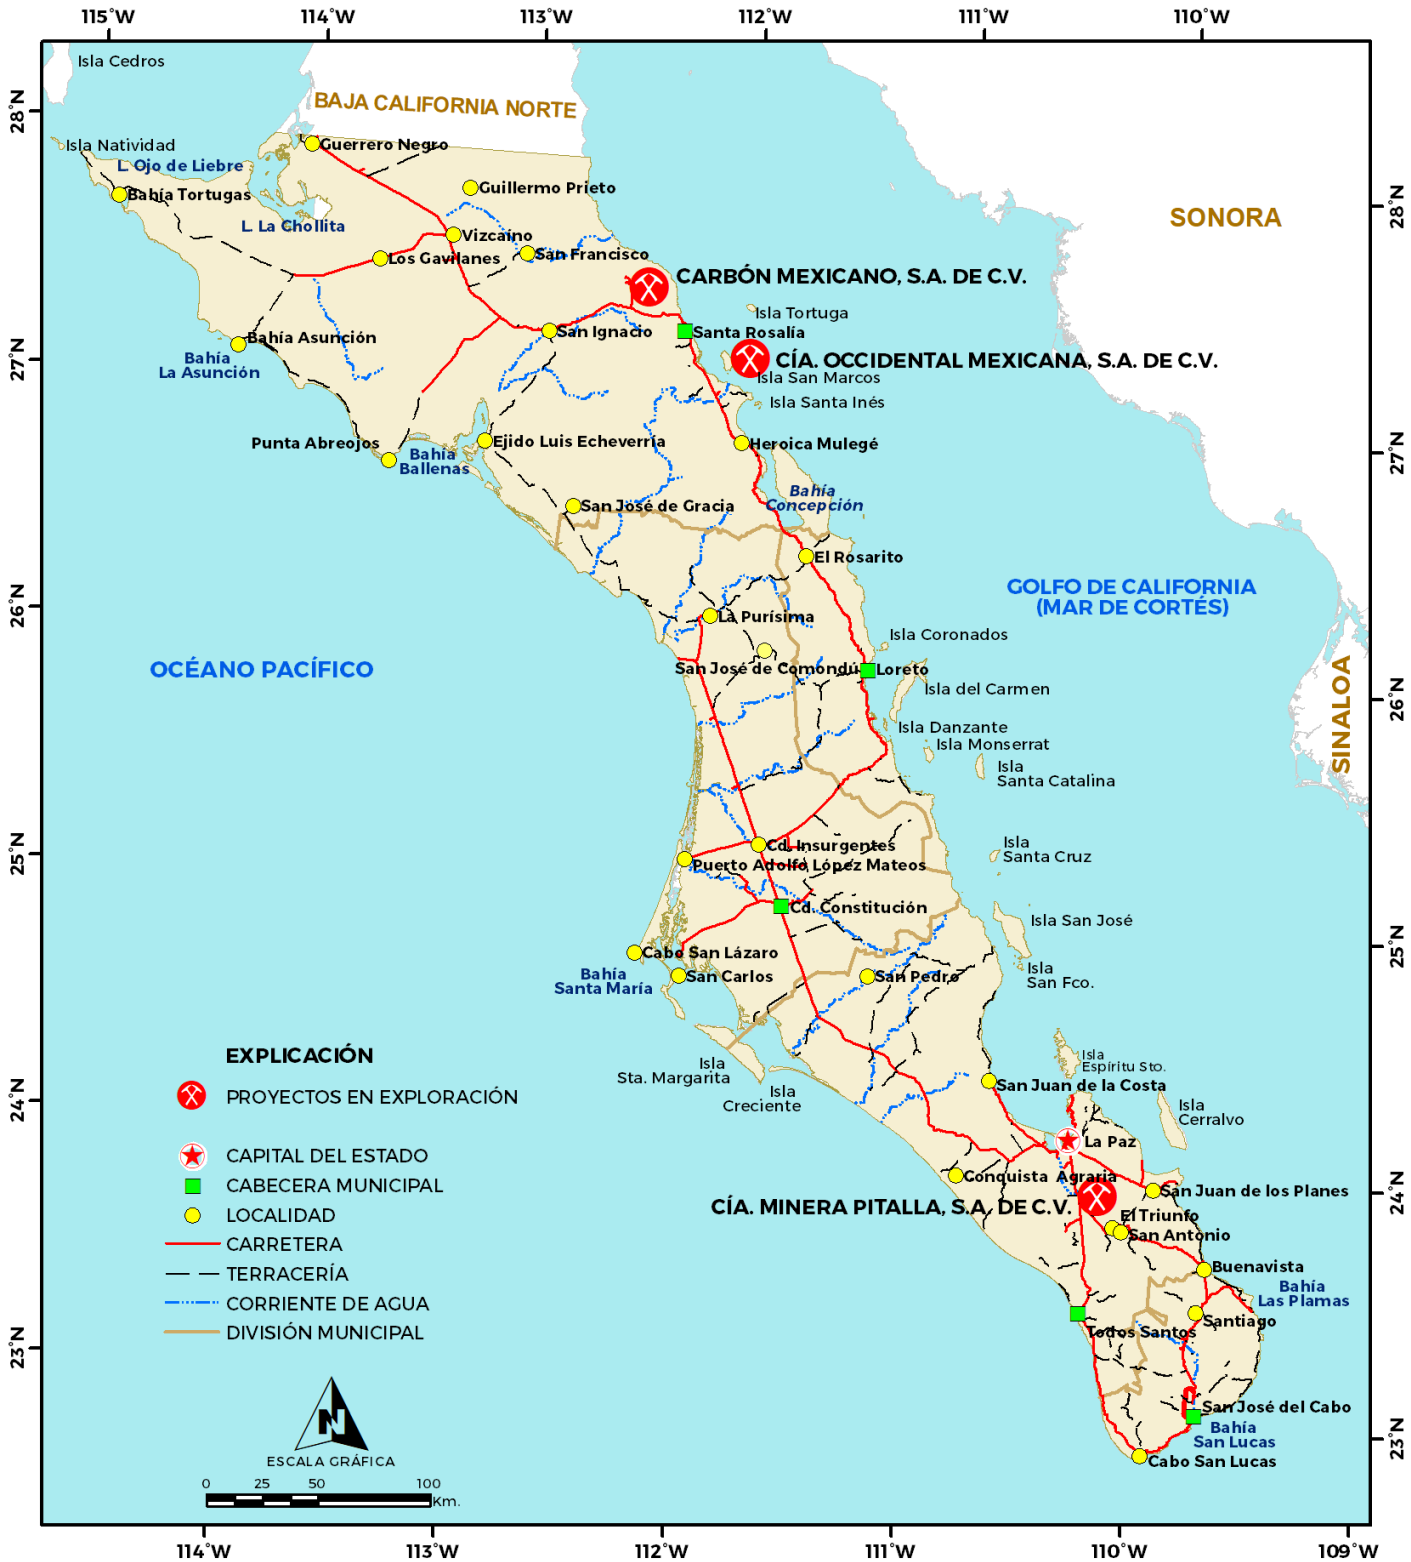 115°W
114°W
113°W
112°W
111°W
110°W
Isla Cedros
BAJA CALIFORNIA NORTE
28°N
Isla Natividad
Guerrero Negro
L. Ojo de Liebre
Bahía Tortugas
Guillermo Prieto
28°N
SONORA
L. La Chollita
Vizcaíno
Los Gavilanes
San Francisco
CARBÓN MEXICANO, S.A. DE C.V.
Isla Tortuga
Bahía Asunción
San Ignacio
Santa Rosalía
27°N
Bahía
La Asunción
CÍA. OCCIDENTAL MEXICANA, S.A. DE C.V.
Isla San Marcos
Isla Santa Inés
Punta Abreojos
Ejido Luis Echeverría
Heroica Mulegé
27°N
Bahía
Ballenas
Bahía
Concepción
San José de Gracia
El Rosarito
GOLFO DE CALIFORNIA
(MAR DE CORTÉS)
26°N
La Purísima
Isla Coronados
OCÉANO PACÍFICO
San José de Comondú
Loreto
Isla del Carmen
26°N
SINALOA
Isla Danzante
Isla Monserrat
Isla
Santa Catalina
25°N
Cd. Insurgentes
Puerto Adolfo López Mateos
Isla
Santa Cruz
Cd. Constitución
Isla San José
25°N
Cabo San Lázaro
Bahía
Santa María
San Carlos
San Pedro
Isla
San Fco.
Isla
Sta. Margarita
Isla
Creciente
Isla
Espíritu Sto.
San Juan de la Costa
24°N
Isla
Cerralvo
La Paz
Conquista Agraria
San Juan de los Planes
24°N
CÍA. MINERA PITALLA, S.A. DE C.V.
El Triunfo
San Antonio
Buenavista
Bahía
Las Plamas
Santiago
Todos Santos
23°N
San José del Cabo
Bahía
San Lucas
23°N
Cabo San Lucas
EXPLICACIÓN
PROYECTOS EN EXPLORACIÓN
CAPITAL DEL ESTADO
CABECERA MUNICIPAL
LOCALIDAD
CARRETERA
TERRACERÍA
CORRIENTE DE AGUA
DIVISIÓN MUNICIPAL
N
ESCALA GRÁFICA
0 25 50 100
Km.
114°W
113°W
112°W
111°W
110°W
109°W